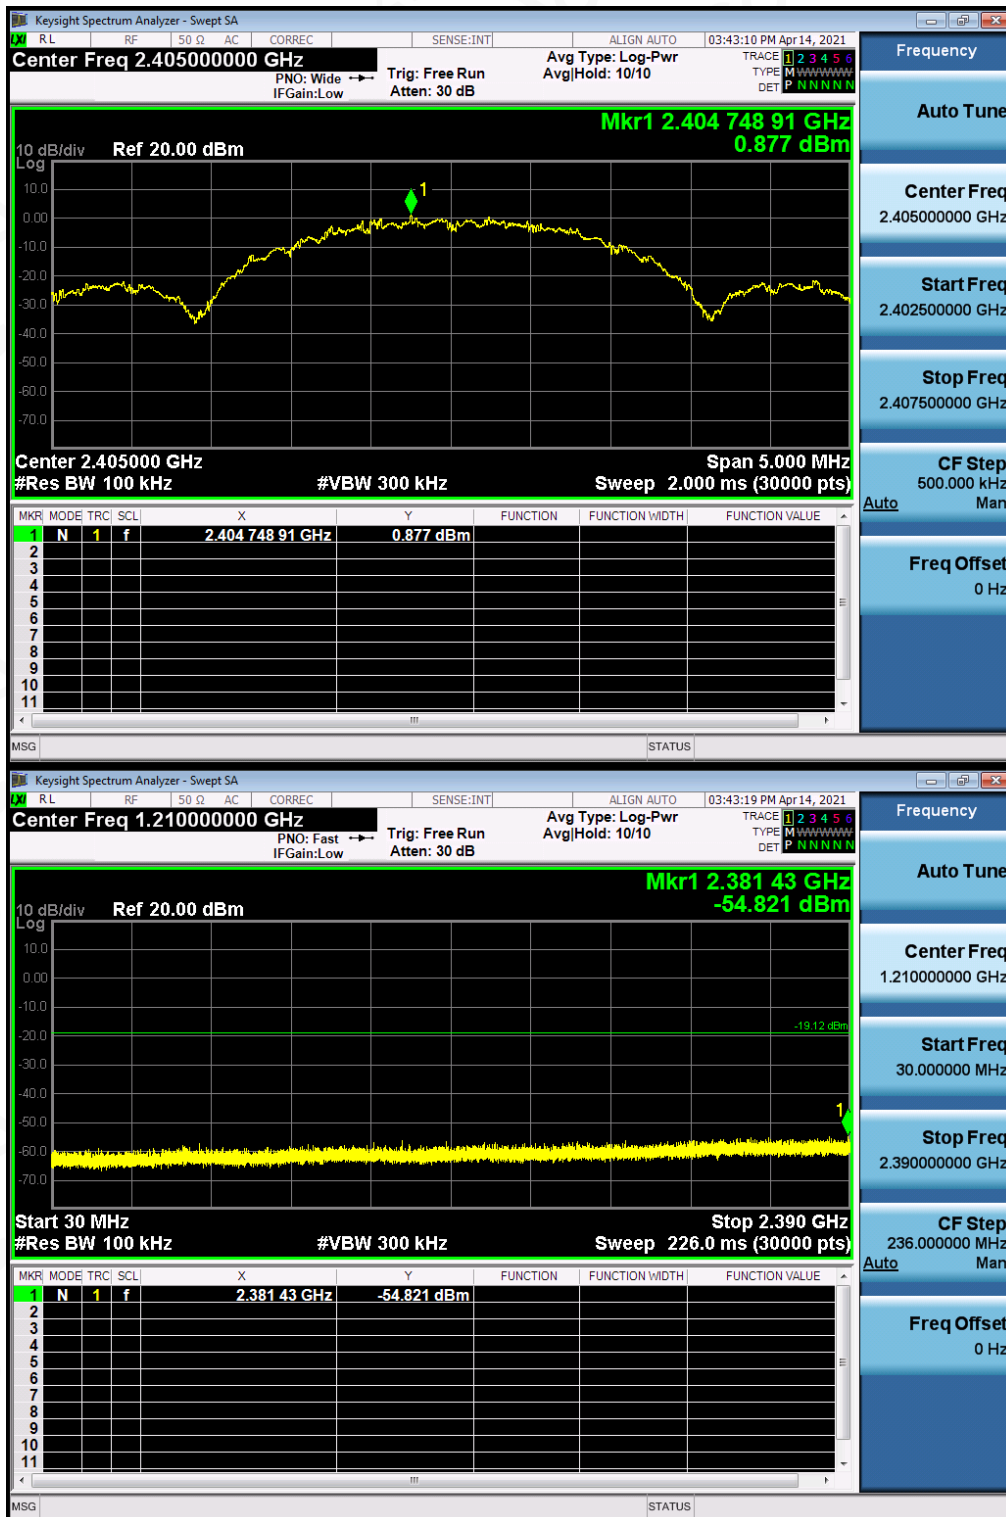 Keysight Spectrum Analyzer - Swept SA
LXI RL RF 50 Ω AC CORREC SENSE:INT ALIGN AUTO 03:43:10 PM Apr 14, 2021
Center Freq 2.405000000 GHz
PNO: Wide
IFGain:Low
Trig: Free Run
Atten: 30 dB
Avg Type: Log-Pwr
Avg|Hold: 10/10
TRACE 1 2 3 4 5 6
TYPE M WWWWW
DET P N N N N N
Mkr1 2.404 748 91 GHz
0.877 dBm
10 dB/div Ref 20.00 dBm
Log
10.0
0.00
-10.0
-20.0
-30.0
-40.0
-50.0
-60.0
-70.0
1
Center 2.405000 GHz Span 5.000 MHz
#Res BW 100 kHz #VBW 300 kHz Sweep 2.000 ms (30000 pts)
MKR MODE TRC SCL X Y FUNCTION FUNCTION WIDTH FUNCTION VALUE
1 N 1 f 2.404 748 91 GHz 0.877 dBm
2
3
4
5
6
7
8
9
10
11
MSG STATUS
Frequency
Auto Tune
Center Freq
2.405000000 GHz
Start Freq
2.402500000 GHz
Stop Freq
2.407500000 GHz
CF Step
500.000 kHz
Auto Man
Freq Offset
0 Hz
Keysight Spectrum Analyzer - Swept SA
LXI RL RF 50 Ω AC CORREC SENSE:INT ALIGN AUTO 03:43:19 PM Apr 14, 2021
Center Freq 1.210000000 GHz
PNO: Fast
IFGain:Low
Trig: Free Run
Atten: 30 dB
Avg Type: Log-Pwr
Avg|Hold: 10/10
TRACE 1 2 3 4 5 6
TYPE M WWWWW
DET P N N N N N
Mkr1 2.381 43 GHz
-54.821 dBm
10 dB/div Ref 20.00 dBm
Log
10.0
0.00
-10.0
-20.0
-30.0
-40.0
-50.0
-60.0
-70.0
-19.12 dBm
1
Start 30 MHz Stop 2.390 GHz
#Res BW 100 kHz #VBW 300 kHz Sweep 226.0 ms (30000 pts)
MKR MODE TRC SCL X Y FUNCTION FUNCTION WIDTH FUNCTION VALUE
1 N 1 f 2.381 43 GHz -54.821 dBm
2
3
4
5
6
7
8
9
10
11
MSG STATUS
Frequency
Auto Tune
Center Freq
1.210000000 GHz
Start Freq
30.000000 MHz
Stop Freq
2.390000000 GHz
CF Step
236.000000 MHz
Auto Man
Freq Offset
0 Hz